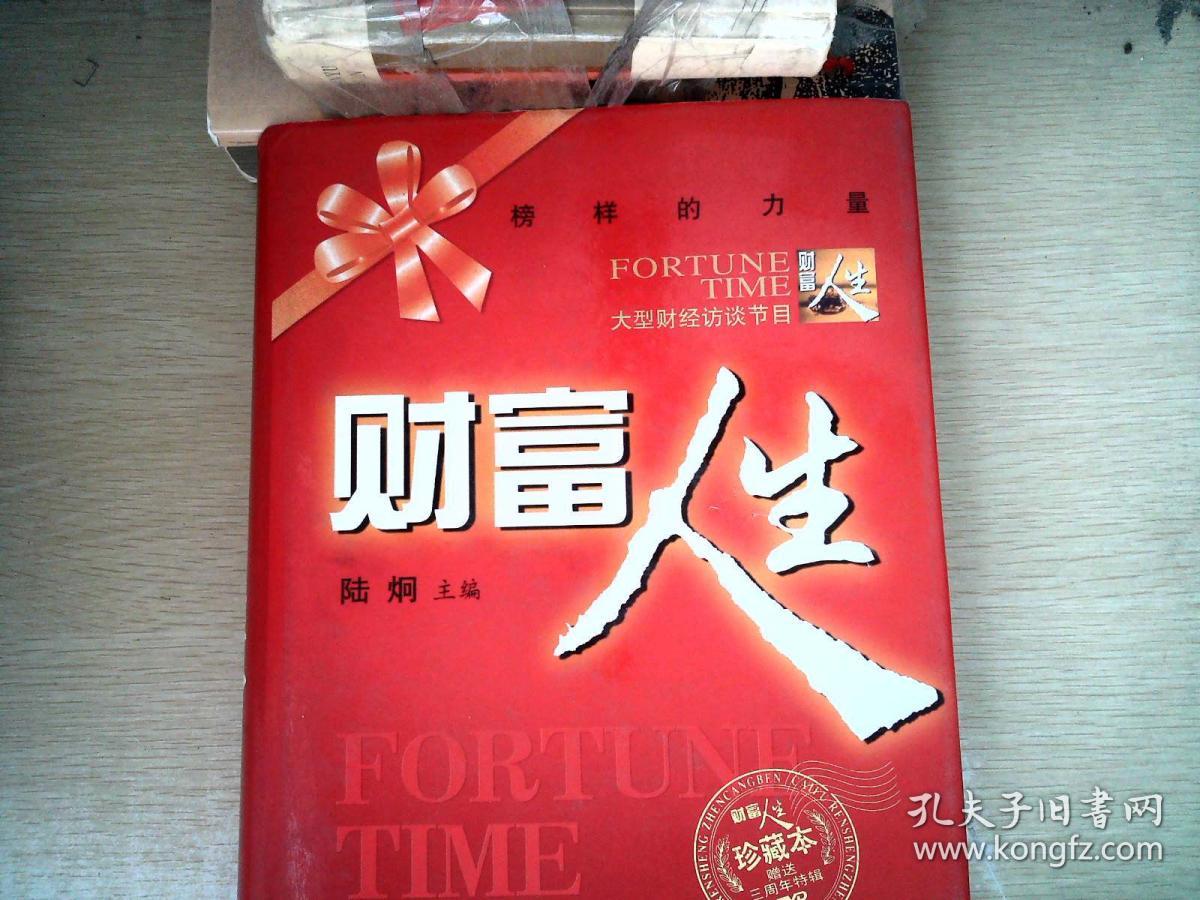 榜样的力量
FORTUNE
TIME
大型财经访谈节目
财富人生
财富人生
陆炯 主编
FORTUNE
TIME
财富人生
珍藏本
赠送
三周年特辑
孔夫子旧書网
www.kongfz.com